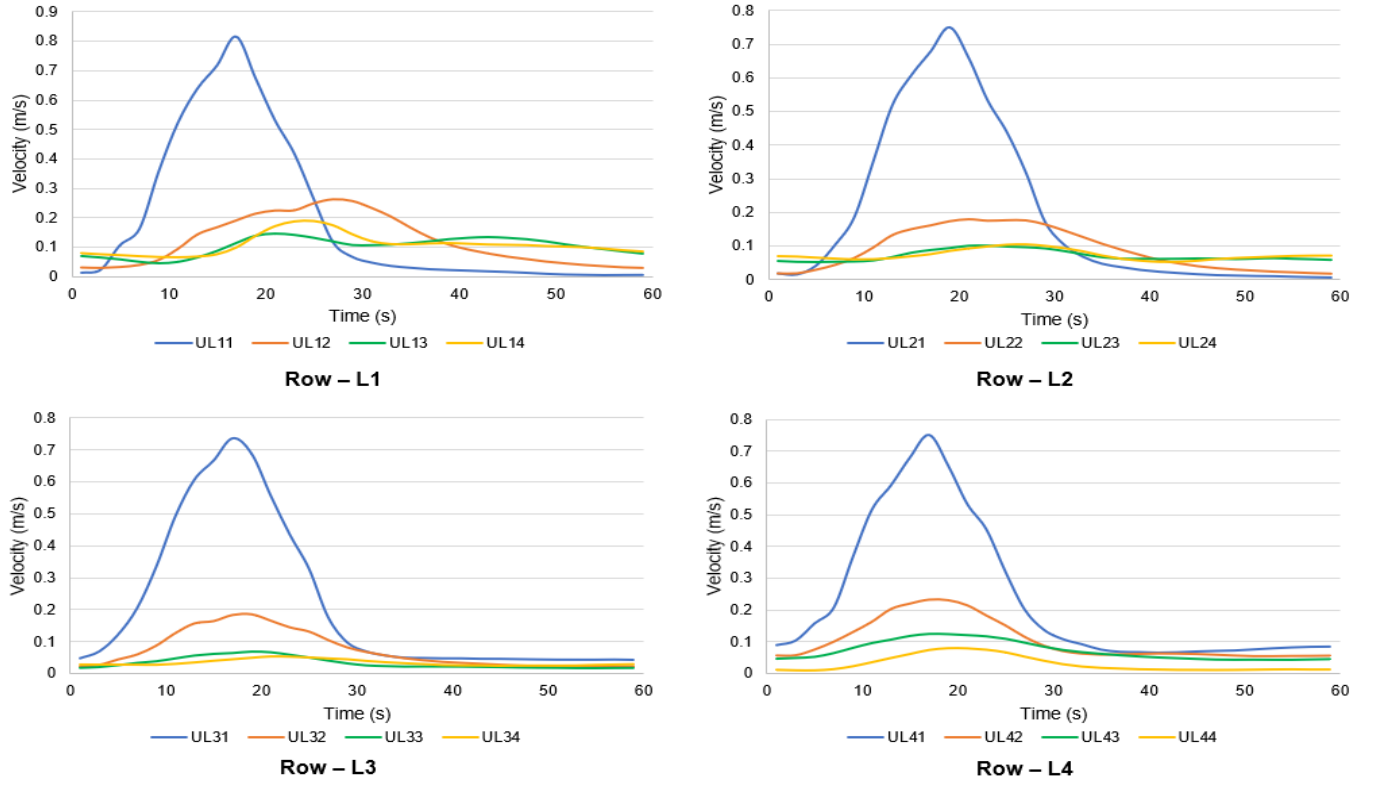 0.9
0.8
0.7
0.6
0.5
0.4
0.3
0.2
0.1
0
Velocity (m/s)
0 10 20 30 40 50 60
Time (s)
UL11 UL12 UL13 UL14
Row – L1
0.8
0.7
0.6
0.5
0.4
0.3
0.2
0.1
0
Velocity (m/s)
0 10 20 30 40 50 60
Time (s)
UL21 UL22 UL23 UL24
Row – L2
0.8
0.7
0.6
0.5
0.4
0.3
0.2
0.1
0
Velocity (m/s)
0 10 20 30 40 50 60
Time (s)
UL31 UL32 UL33 UL34
Row – L3
0.8
0.7
0.6
0.5
0.4
0.3
0.2
0.1
0
Velocity (m/s)
0 10 20 30 40 50 60
Time (s)
UL41 UL42 UL43 UL44
Row – L4